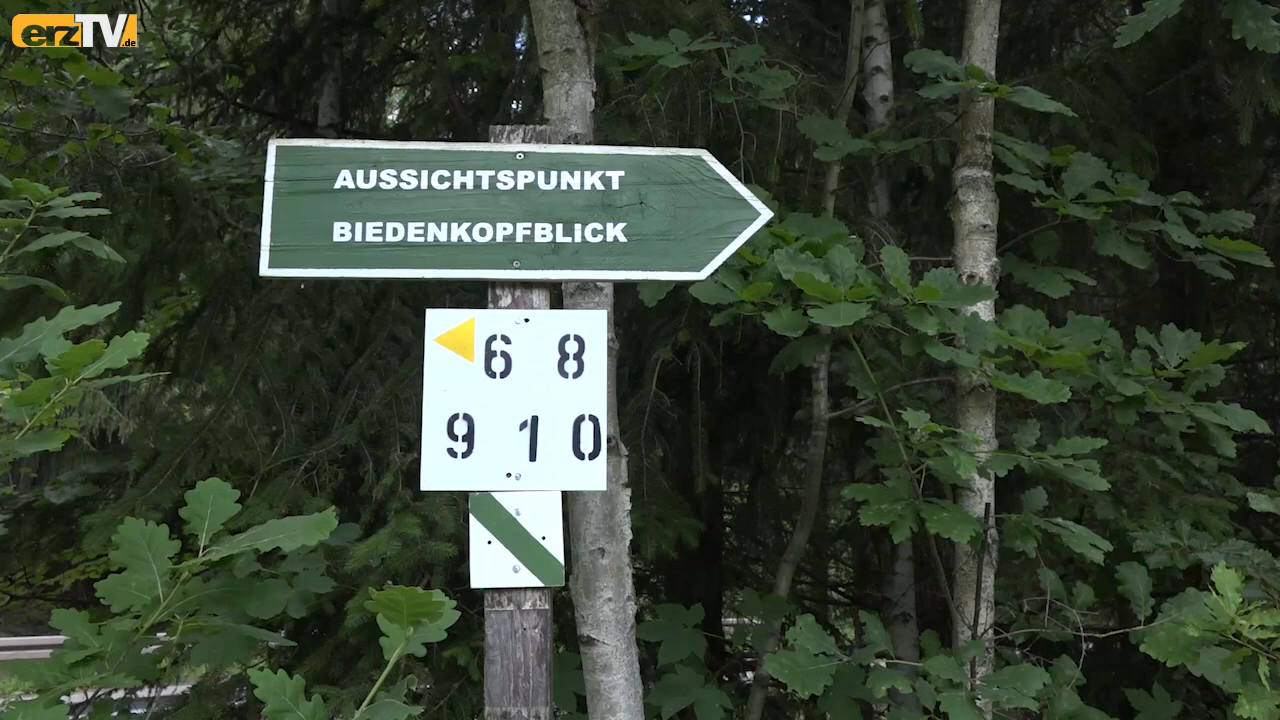 erzTV.de
AUSSICHTSPUNKT
BIEDENKOPFBLICK
6 8
9 10